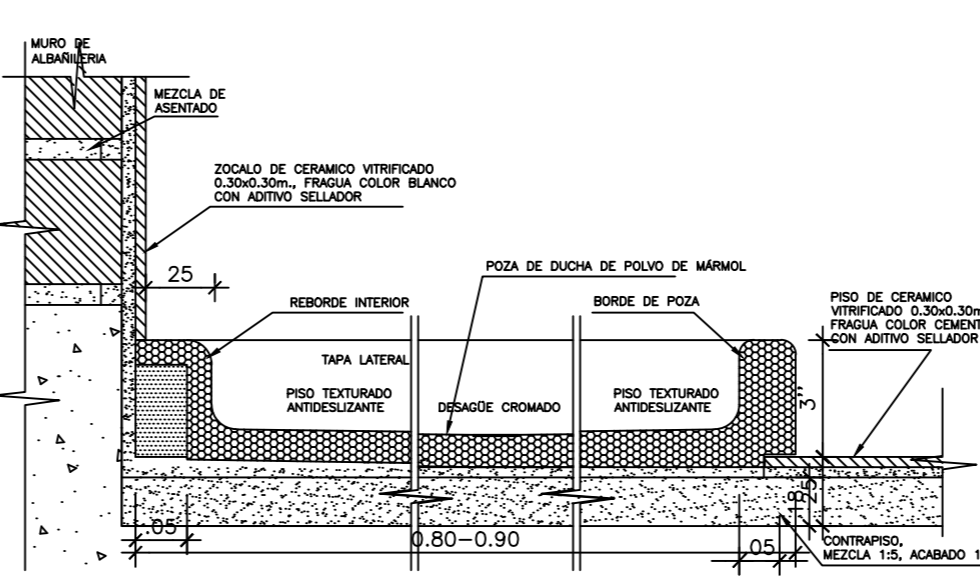 MURO DE
ALBAÑILERIA
MEZCLA DE
ASENTADO
ZOCALO DE CERAMICO VITRIFICADO
0.30x0.30m., FRAGUA COLOR BLANCO
CON ADITIVO SELLADOR
25
POZA DE DUCHA DE POLVO DE MÁRMOL
REBORDE INTERIOR
BORDE DE POZA
PISO DE CERAMICO
VITRIFICADO 0.30x0.30m
FRAGUA COLOR CEMENT
CON ADITIVO SELLADOR
TAPA LATERAL
PISO TEXTURADO
ANTIDESLIZANTE
DESAGÜE CROMADO
PISO TEXTURADO
ANTIDESLIZANTE
3"
18
25
.05
0.80-0.90
.05
CONTRAPISO,
MEZCLA 1:5, ACABADO 1